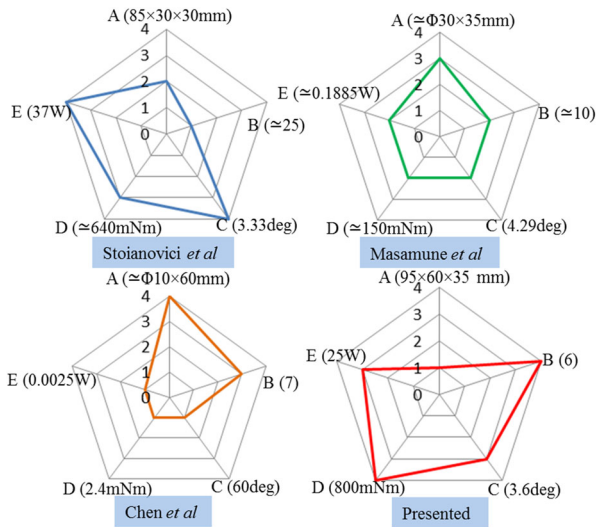 A (85×30×30mm)
4
3
2
1
0
E (37W)
B (≃25)
D (≃640mNm)
C (3.33deg)
Stoianovici et al
A (≃Φ30×35mm)
4
3
2
1
0
E (≃0.1885W)
B (≃10)
D (≃150mNm)
C (4.29deg)
Masamune et al
A (≃Φ10×60mm)
4
3
2
1
0
E (0.0025W)
B (7)
D (2.4mNm)
C (60deg)
Chen et al
A (95×60×35 mm)
4
3
2
1
0
E (25W)
B (6)
D (800mNm)
C (3.6deg)
Presented